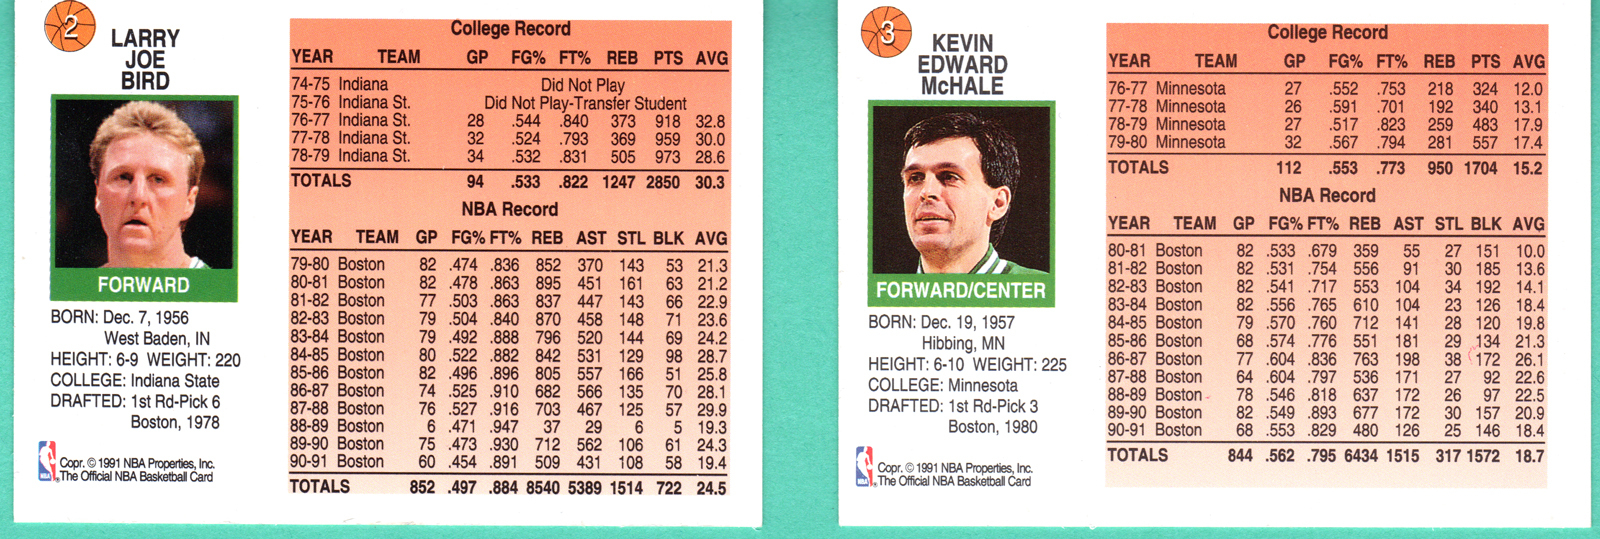 2
LARRY
JOE
BIRD
FORWARD
BORN: Dec. 7, 1956
West Baden, IN
HEIGHT: 6-9 WEIGHT: 220
COLLEGE: Indiana State
DRAFTED: 1st Rd-Pick 6
Boston, 1978
NBA
Copr. © 1991 NBA Properties, Inc.
The Official NBA Basketball Card
College Record
YEAR TEAM GP FG% FT% REB PTS AVG
74-75 Indiana Did Not Play
75-76 Indiana St. Did Not Play-Transfer Student
76-77 Indiana St. 28 .544 .840 373 918 32.8
77-78 Indiana St. 32 .524 .793 369 959 30.0
78-79 Indiana St. 34 .532 .831 505 973 28.6
TOTALS 94 .533 .822 1247 2850 30.3
NBA Record
YEAR TEAM GP FG% FT% REB AST STL BLK AVG
79-80 Boston 82 .474 .836 852 370 143 53 21.3
80-81 Boston 82 .478 .863 895 451 161 63 21.2
81-82 Boston 77 .503 .863 837 447 143 66 22.9
82-83 Boston 79 .504 .840 870 458 148 71 23.6
83-84 Boston 79 .492 .888 796 520 144 69 24.2
84-85 Boston 80 .522 .882 842 531 129 98 28.7
85-86 Boston 82 .496 .896 805 557 166 51 25.8
86-87 Boston 74 .525 .910 682 566 135 70 28.1
87-88 Boston 76 .527 .916 703 467 125 57 29.9
88-89 Boston 6 .471 .947 37 29 6 5 19.3
89-90 Boston 75 .473 .930 712 562 106 61 24.3
90-91 Boston 60 .454 .891 509 431 108 58 19.4
TOTALS 852 .497 .884 8540 5389 1514 722 24.5
3
KEVIN
EDWARD
McHALE
FORWARD/CENTER
BORN: Dec. 19, 1957
Hibbing, MN
HEIGHT: 6-10 WEIGHT: 225
COLLEGE: Minnesota
DRAFTED: 1st Rd-Pick 3
Boston, 1980
NBA
Copr. © 1991 NBA Properties, Inc.
The Official NBA Basketball Card
College Record
YEAR TEAM GP FG% FT% REB PTS AVG
76-77 Minnesota 27 .552 .753 218 324 12.0
77-78 Minnesota 26 .591 .701 192 340 13.1
78-79 Minnesota 27 .517 .823 259 483 17.9
79-80 Minnesota 32 .567 .794 281 557 17.4
TOTALS 112 .553 .773 950 1704 15.2
NBA Record
YEAR TEAM GP FG% FT% REB AST STL BLK AVG
80-81 Boston 82 .533 .679 359 55 27 151 10.0
81-82 Boston 82 .531 .754 556 91 30 185 13.6
82-83 Boston 82 .541 .717 553 104 34 192 14.1
83-84 Boston 82 .556 .765 610 104 23 126 18.4
84-85 Boston 79 .570 .760 712 141 28 120 19.8
85-86 Boston 68 .574 .776 551 181 29 134 21.3
86-87 Boston 77 .604 .836 763 198 38 172 26.1
87-88 Boston 64 .604 .797 536 171 27 92 22.6
88-89 Boston 78 .546 .818 637 172 26 97 22.5
89-90 Boston 82 .549 .893 677 172 30 157 20.9
90-91 Boston 68 .553 .829 480 126 25 146 18.4
TOTALS 844 .562 .795 6434 1515 317 1572 18.7